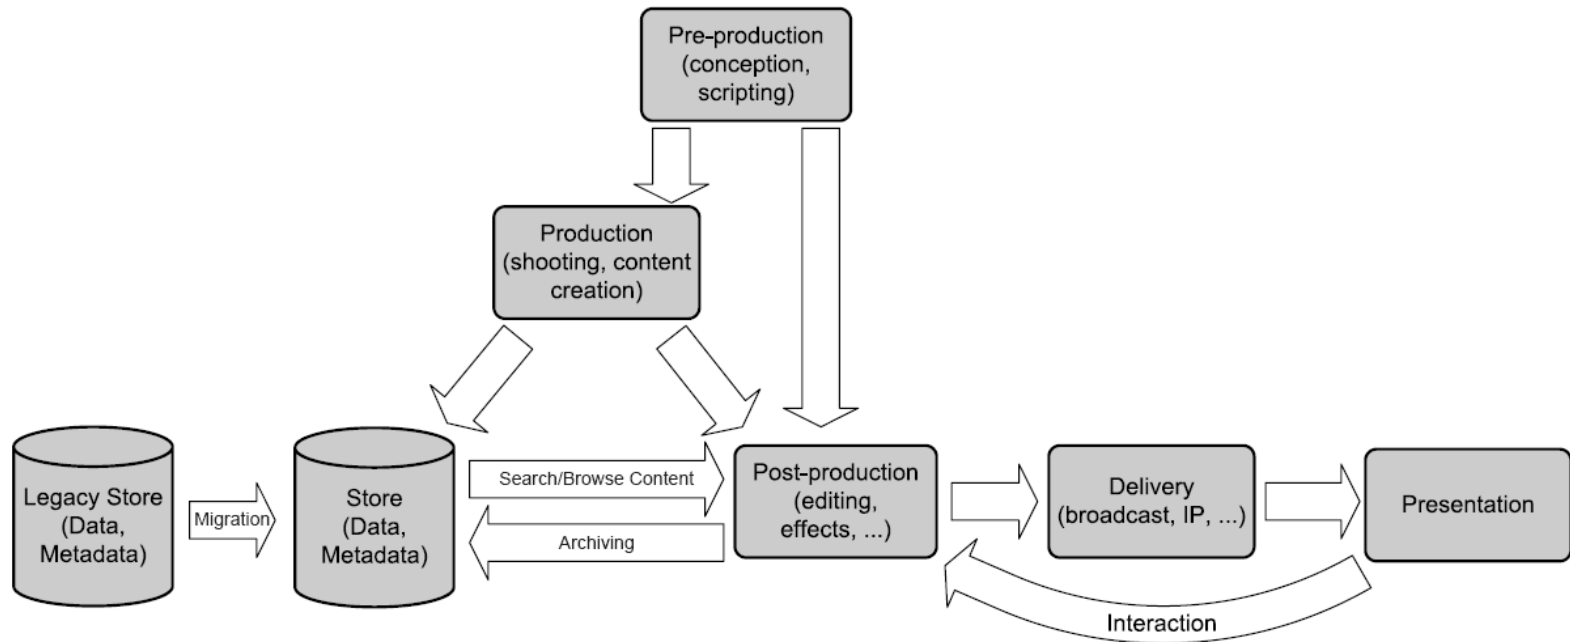 Pre-production
(conception,
scripting)
Production
(shooting, content
creation)
Legacy Store
(Data,
Metadata)
Migration
Store
(Data,
Metadata)
Search/Browse Content
Archiving
Post-production
(editing,
effects, ...)
Delivery
(broadcast, IP, ...)
Presentation
Interaction